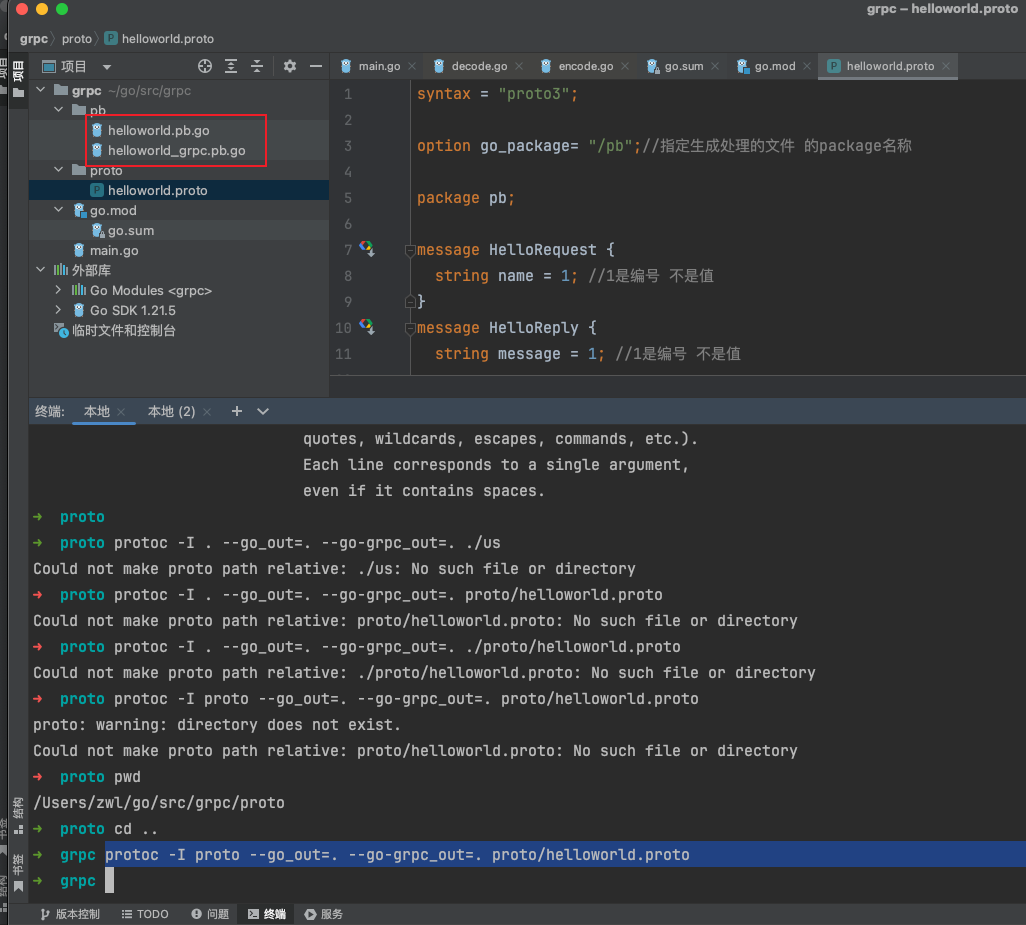 grpc – helloworld.proto
grpc proto helloworld.proto
项目
项目
main.go decode.go encode.go go.sum go.mod helloworld.proto
grpc ~/go/src/grpc
pb
helloworld.pb.go
helloworld_grpc.pb.go
proto
helloworld.proto
go.mod
go.sum
main.go
外部库
Go Modules <grpc>
Go SDK 1.21.5
临时文件和控制台
1 syntax = "proto3";
2
3 option go_package= "/pb";//指定生成处理的文件 的package名称
4
5 package pb;
6
7 message HelloRequest {
8 string name = 1; //1是编号 不是值
9 }
10 message HelloReply {
11 string message = 1; //1是编号 不是值
终端: 本地 本地 (2)
quotes, wildcards, escapes, commands, etc.).
Each line corresponds to a single argument,
even if it contains spaces.
→ proto
→ proto protoc -I . --go_out=. --go-grpc_out=. ./us
Could not make proto path relative: ./us: No such file or directory
→ proto protoc -I . --go_out=. --go-grpc_out=. proto/helloworld.proto
Could not make proto path relative: proto/helloworld.proto: No such file or directory
→ proto protoc -I . --go_out=. --go-grpc_out=. ./proto/helloworld.proto
Could not make proto path relative: ./proto/helloworld.proto: No such file or directory
→ proto protoc -I proto --go_out=. --go-grpc_out=. proto/helloworld.proto
proto: warning: directory does not exist.
Could not make proto path relative: proto/helloworld.proto: No such file or directory
→ proto pwd
/Users/zwl/go/src/grpc/proto
→ proto cd ..
→ grpc protoc -I proto --go_out=. --go-grpc_out=. proto/helloworld.proto
→ grpc
结构
书签
版本控制 TODO 问题 终端 服务